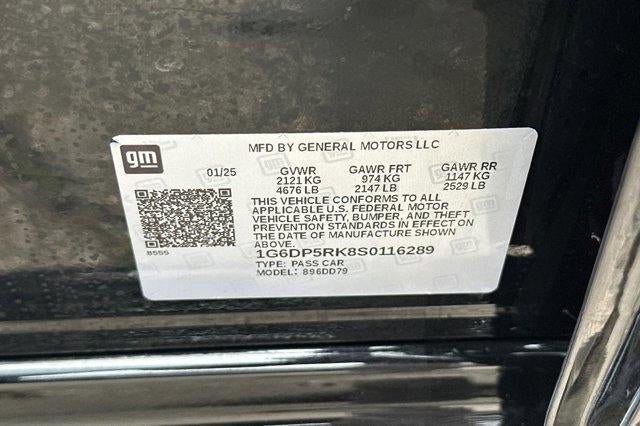 gm
MFD BY GENERAL MOTORS LLC
01/25 GVWR GAWR FRT GAWR RR
2121 KG 974 KG 1147 KG
4676 LB 2147 LB 2529 LB
THIS VEHICLE CONFORMS TO ALL
APPLICABLE U.S. FEDERAL MOTOR
VEHICLE SAFETY, BUMPER, AND THEFT
PREVENTION STANDARDS IN EFFECT ON
THE DATE OF MANUFACTURE SHOWN
ABOVE.
8555
1G6DP5RK8S0116289
TYPE: PASS CAR
MODEL: 896DD79